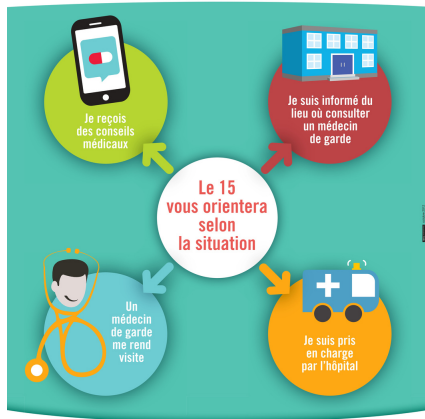 Je reçois
des conseils
médicaux
Je suis informé du
lieu où consulter
un médecin
de garde
Le 15
vous orientera
selon
la situation
Un
médecin
de garde
me rend
visite
Je suis pris
en charge
par l'hôpital